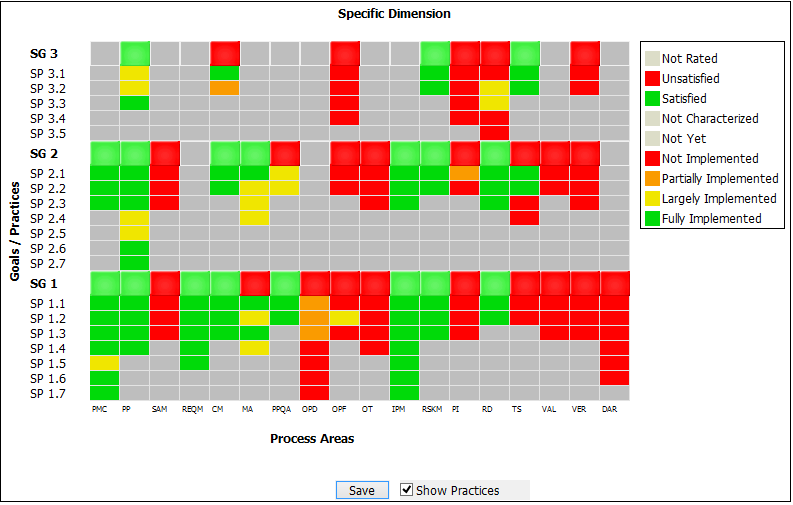 Specific Dimension
Goals / Practices
SG 3
SP 3.1
SP 3.2
SP 3.3
SP 3.4
SP 3.5
SG 2
SP 2.1
SP 2.2
SP 2.3
SP 2.4
SP 2.5
SP 2.6
SP 2.7
SG 1
SP 1.1
SP 1.2
SP 1.3
SP 1.4
SP 1.5
SP 1.6
SP 1.7
PMC PP SAM REQM CM MA PPQA OPD OPF OT IPM RSKM PI RD TS VAL VER DAR
Process Areas
Not Rated
Unsatisfied
Satisfied
Not Characterized
Not Yet
Not Implemented
Partially Implemented
Largely Implemented
Fully Implemented
Save Show Practices